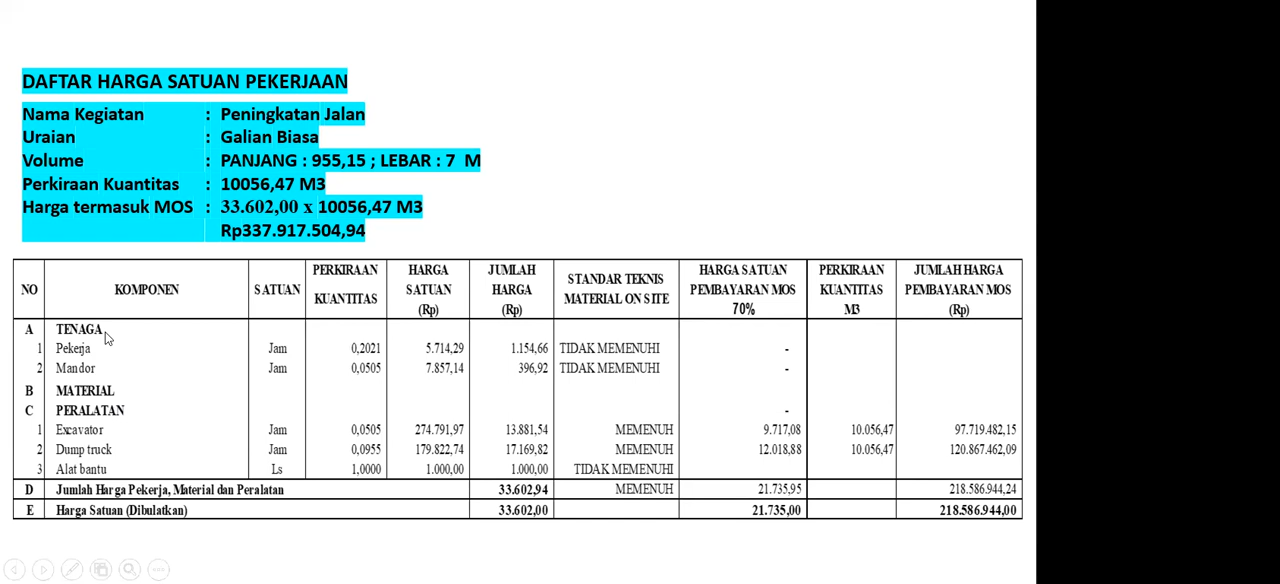 DAFTAR HARGA SATUAN PEKERJAAN
Nama Kegiatan : Peningkatan Jalan
Uraian : Galian Biasa
Volume : PANJANG : 955,15 ; LEBAR : 7 M
Perkiraan Kuantitas : 10056,47 M3
Harga termasuk MOS : 33.602,00 x 10056,47 M3
Rp337.917.504,94
NO KOMPONEN SATUAN PERKIRAAN KUANTITAS HARGA SATUAN (Rp) JUMLAH HARGA (Rp) STANDAR TEKNIS MATERIAL ON SITE HARGA SATUAN PEMBAYARAN MOS 70% PERKIRAAN KUANTITAS M3 JUMLAH HARGA PEMBAYARAN MOS (Rp)
A TENAGA
1 Pekerja Jam 0,2021 5.714,29 1.154,66 TIDAK MEMENUHI -
2 Mandor Jam 0,0505 7.857,14 396,92 TIDAK MEMENUHI -
B MATERIAL
C PERALATAN -
1 Excavator Jam 0,0505 274.791,97 13.881,54 MEMENUH 9.717,08 10.056,47 97.719.482,15
2 Dump truck Jam 0,0955 179.822,74 17.169,82 MEMENUH 12.018,88 10.056,47 120.867.462,09
3 Alat bantu Ls 1,0000 1.000,00 1.000,00 TIDAK MEMENUHI
D Jumlah Harga Pekerja, Material dan Peralatan 33.602,94 MEMENUH 21.735,95 218.586.944,24
E Harga Satuan (Dibulatkan) 33.602,00 21.735,00 218.586.944,00